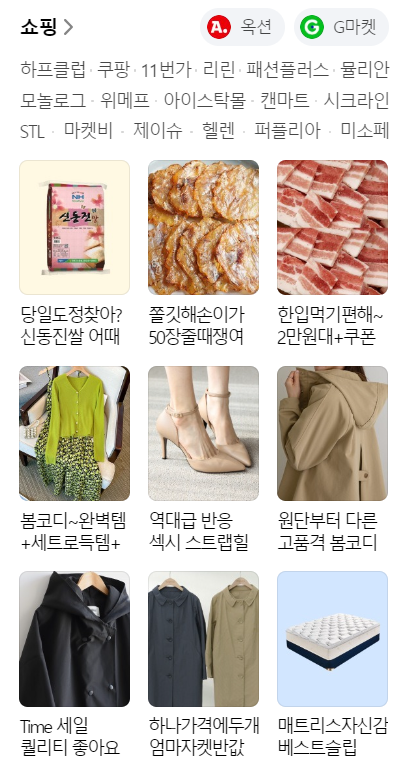 쇼핑 >
A. 옥션
G G마켓
하프클럽 · 쿠팡 · 11번가 · 리린 · 패션플러스 · 뮬리안
모놀로그 · 위메프 · 아이스탁몰 · 캔마트 · 시크라인
STL · 마켓비 · 제이슈 · 헬렌 · 퍼플리아 · 미소페
NH
신동진
쌀
당일도정찾아?
신동진쌀 어때
쫄깃해손이가
50장줄때쟁여
한입먹기편해~
2만원대+쿠폰
봄코디~완벽템
+세트로득템+
역대급 반응
섹시 스트랩힐
원단부터 다른
고품격 봄코디
Time 세일
퀄리티 좋아요
하나가격에두개
엄마자켓반값
매트리스자신감
베스트슬립